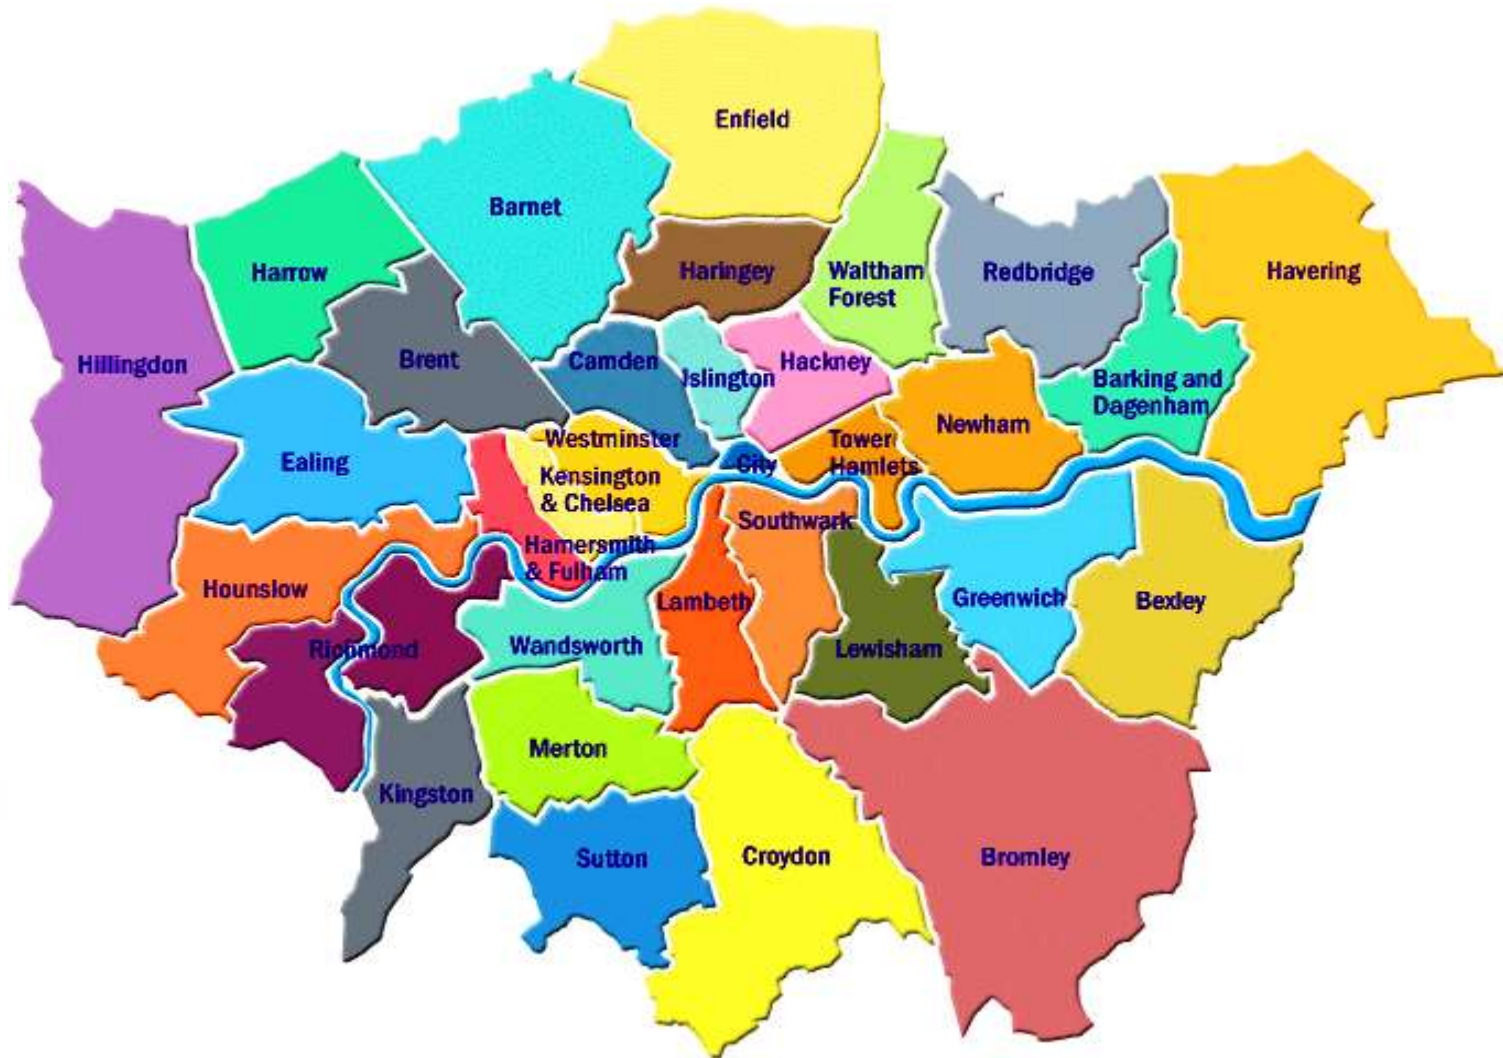 Enfield
Barnet
Harrow
Haringey
Waltham
Forest
Redbridge
Havering
Hillingdon
Brent
Camden
Islington
Hackney
Barking and
Dagenham
Ealing
Westminster
Kensington
& Chelsea
City
Tower
Hamlets
Newham
Southwark
Hamersmith
& Fulham
Hounslow
Richmond
Wandsworth
Lambeth
Lewisham
Greenwich
Bexley
Merton
Kingston
Sutton
Croydon
Bromley